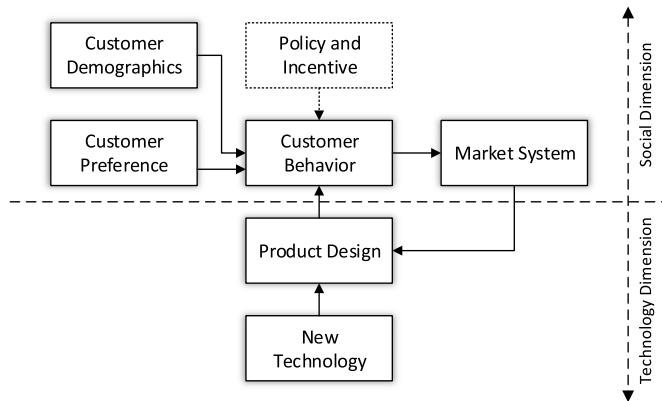 Customer
Demographics
Policy and
Incentive
Customer
Preference
Customer
Behavior
Market System
Product Design
New
Technology
Social Dimension
Technology Dimension